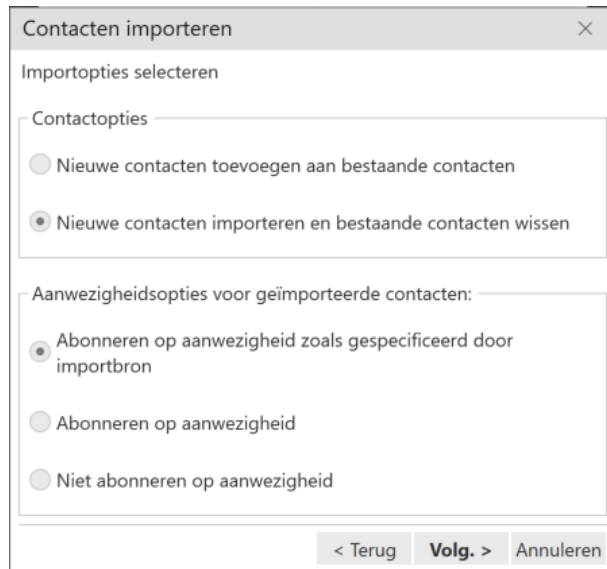 Contacten importeren
Importopties selecteren
Contactopties
Nieuwe contacten toevoegen aan bestaande contacten
Nieuwe contacten importeren en bestaande contacten wissen
Aanwezigheidsopties voor geïmporteerde contacten:
Abonneren op aanwezigheid zoals gespecificeerd door
importbron
Abonneren op aanwezigheid
Niet abonneren op aanwezigheid
< Terug Volg. > Annuleren